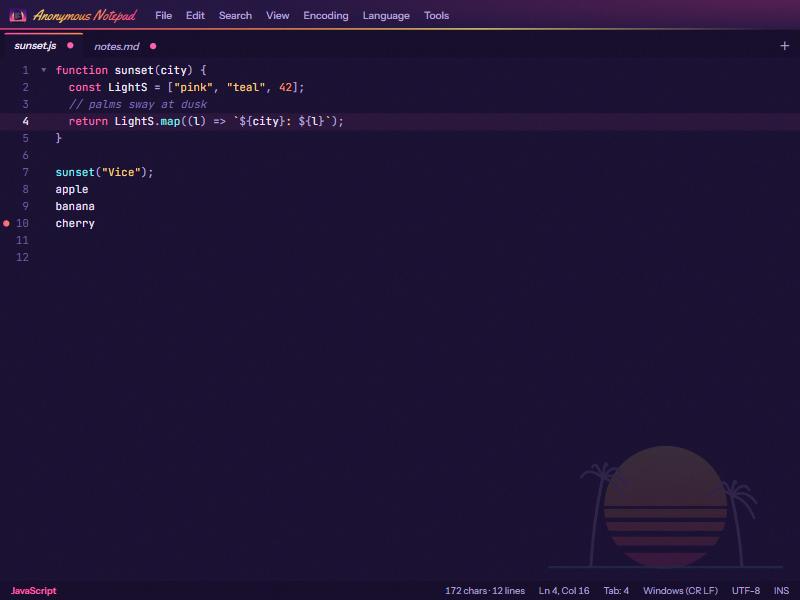 Anonymous Notepad File Edit Search View Encoding Language Tools
sunset.js notes.md +
1 function sunset(city) {
2 const LightS = ["pink", "teal", 42];
3 // palms sway at dusk
4 return LightS.map((l) => `${city}: ${l}`);
5 }
6
7 sunset("Vice");
8 apple
9 banana
10 cherry
11
12
JavaScript 172 chars · 12 lines Ln 4, Col 16 Tab: 4 Windows (CR LF) UTF-8 INS